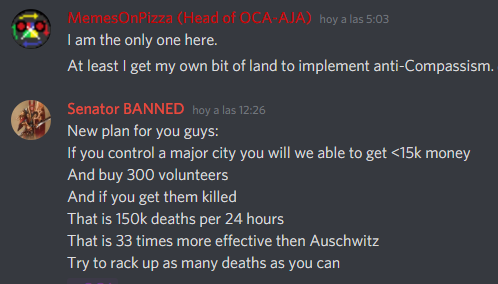 MemesOnPizza (Head of OCA-AJA) hoy a las 5:03
I am the only one here.
At least I get my own bit of land to implement anti-Compassism.
Senator BANNED hoy a las 12:26
New plan for you guys:
If you control a major city you will we able to get <15k money
And buy 300 volunteers
And if you get them killed
That is 150k deaths per 24 hours
That is 33 times more effective then Auschwitz
Try to rack up as many deaths as you can